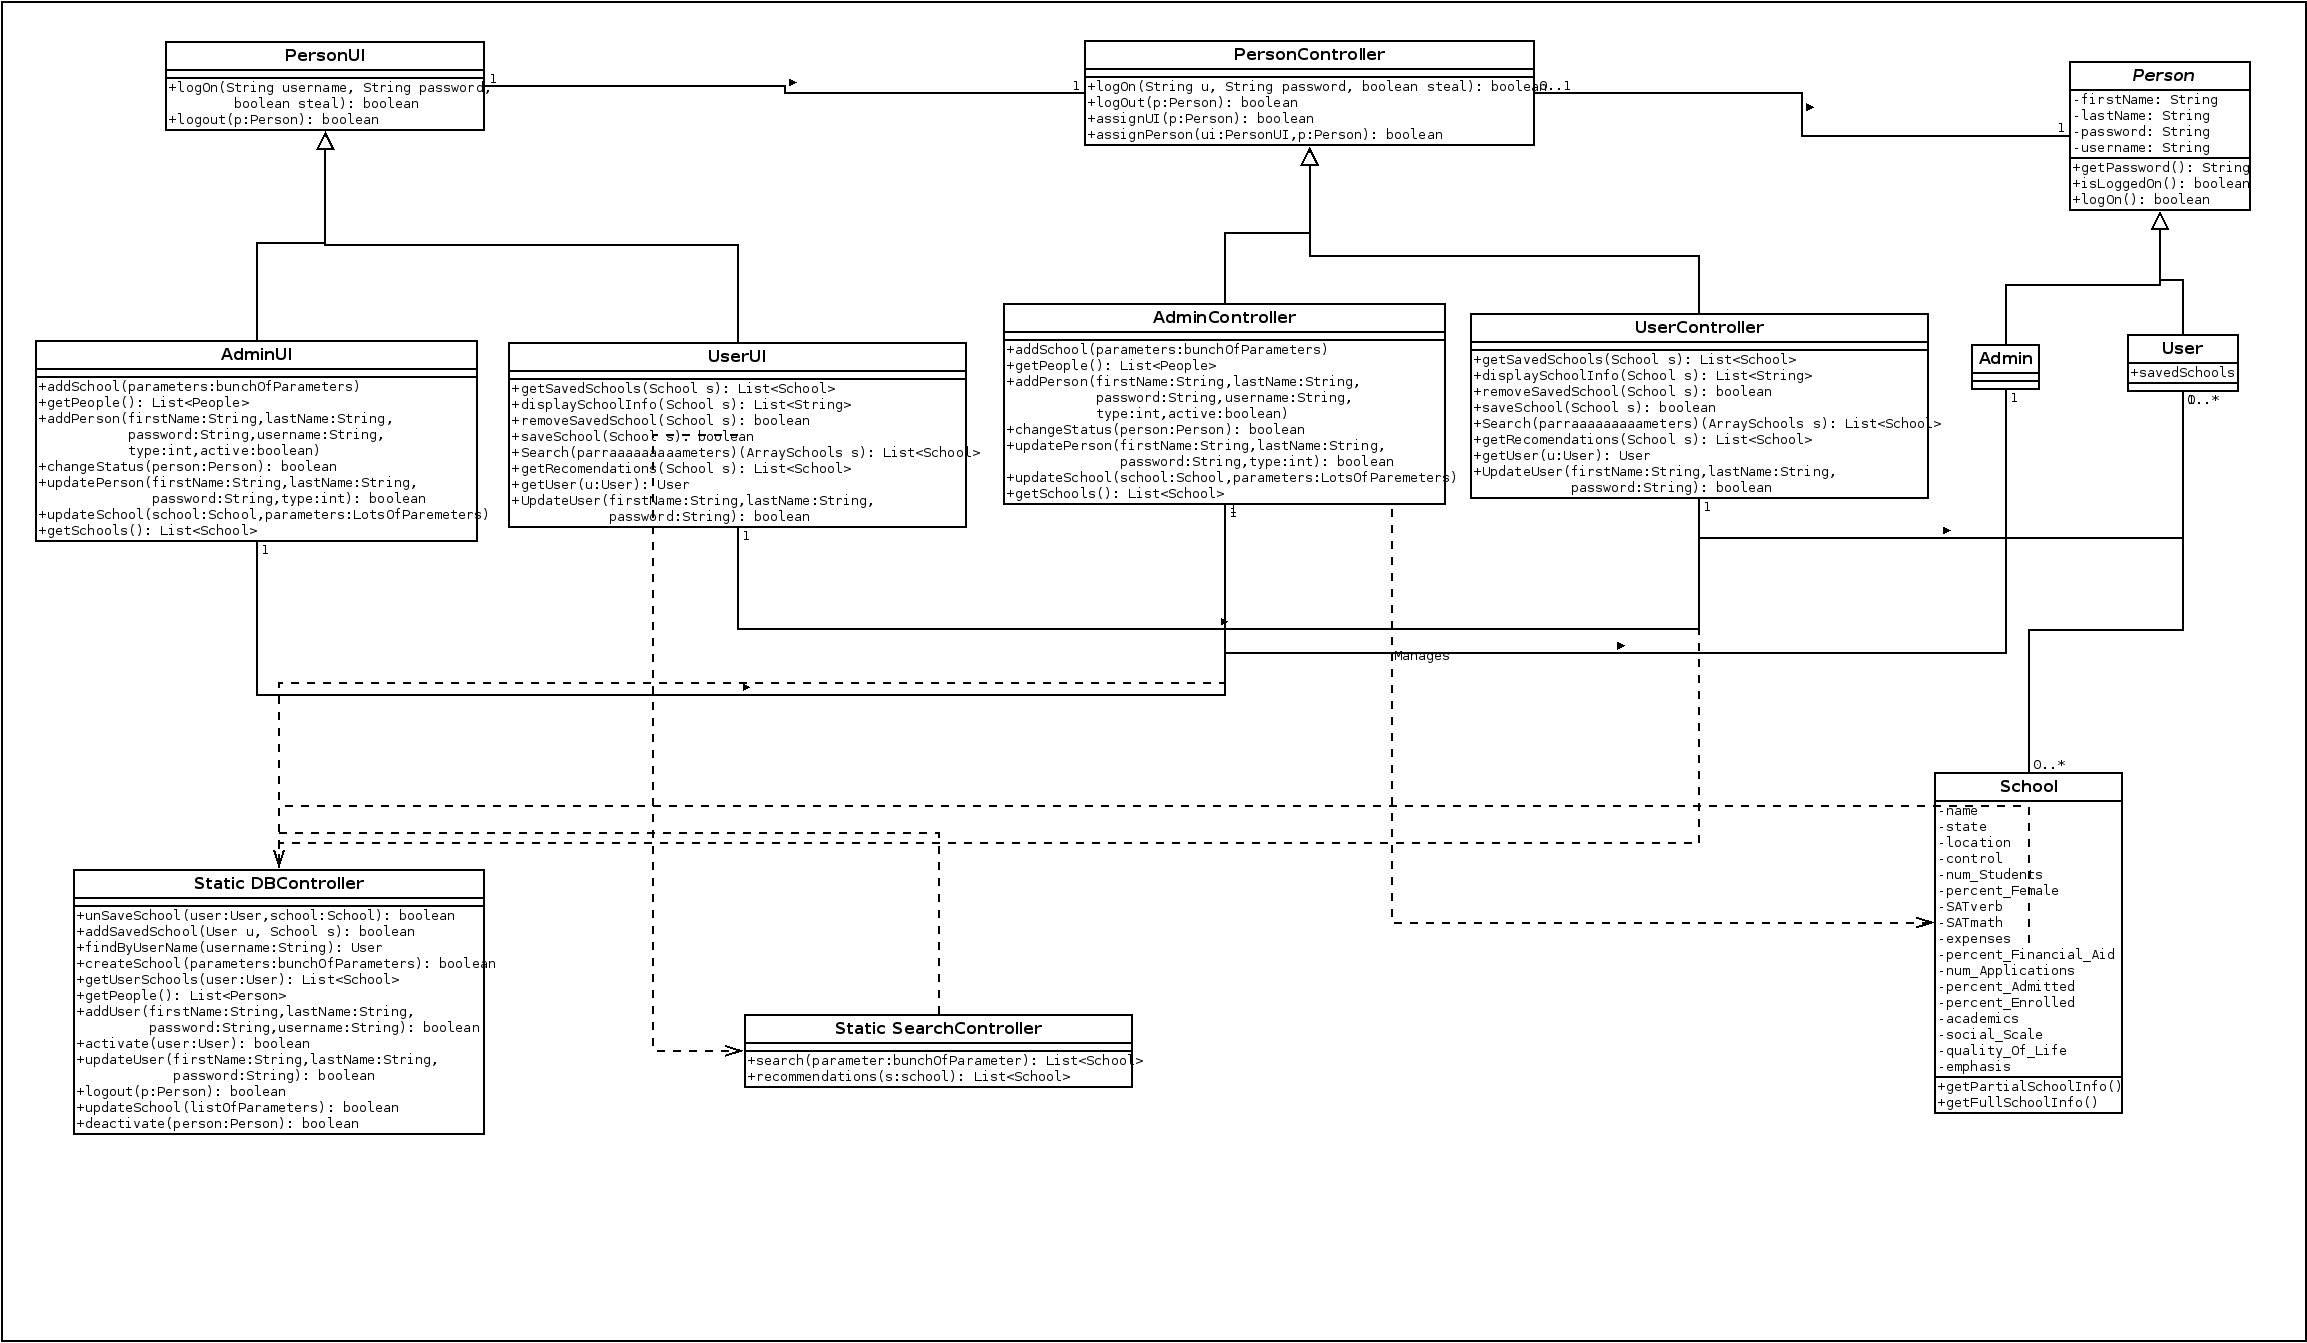 PersonUI
+logOn(String username, String password,
boolean steal): boolean
+logout(p:Person): boolean
1
1
PersonController
+logOn(String u, String password, boolean steal): boolean
+logOut(p:Person): boolean
+assignUI(p:Person): boolean
+assignPerson(ui:PersonUI,p:Person): boolean
0..1
1
Person
-firstName: String
-lastName: String
-password: String
-username: String
+getPassword(): String
+isLoggedOn(): boolean
+logOn(): boolean
AdminUI
+addSchool(parameters:bunchOfParameters)
+getPeople(): List<People>
+addPerson(firstName:String,lastName:String,
password:String,username:String,
type:int,active:boolean)
+changeStatus(person:Person): boolean
+updatePerson(firstName:String,lastName:String,
password:String,type:int): boolean
+updateSchool(school:School,parameters:LotsOfParemeters)
+getSchools(): List<School>
1
UserUI
+getSavedSchools(School s): List<School>
+displaySchoolInfo(School s): List<String>
+removeSavedSchool(School s): boolean
+saveSchool(School s): boolean
+Search(parraaaaaaaaameters)(ArraySchools s): List<School>
+getRecomendations(School s): List<School>
+getUser(u:User): User
+UpdateUser(firstName:String,lastName:String,
password:String): boolean
1
AdminController
+addSchool(parameters:bunchOfParameters)
+getPeople(): List<People>
+addPerson(firstName:String,lastName:String,
password:String,username:String,
type:int,active:boolean)
+changeStatus(person:Person): boolean
+updatePerson(firstName:String,lastName:String,
password:String,type:int): boolean
+updateSchool(school:School,parameters:LotsOfParemeters)
+getSchools(): List<School>
1
UserController
+getSavedSchools(School s): List<School>
+displaySchoolInfo(School s): List<String>
+removeSavedSchool(School s): boolean
+saveSchool(School s): boolean
+Search(parraaaaaaaaameters)(ArraySchools s): List<School>
+getRecomendations(School s): List<School>
+getUser(u:User): User
+UpdateUser(firstName:String,lastName:String,
password:String): boolean
1
Admin
1
User
+savedSchools
0..*
Manages
0..*
School
-name
-state
-location
-control
-num_Students
-percent_Female
-SATverb
-SATmath
-expenses
-percent_Financial_Aid
-num_Applications
-percent_Admitted
-percent_Enrolled
-academics
-social_Scale
-quality_Of_Life
-emphasis
+getPartialSchoolInfo()
+getFullSchoolInfo()
Static DBController
+unSaveSchool(user:User,school:School): boolean
+addSavedSchool(User u, School s): boolean
+findByUserName(username:String): User
+createSchool(parameters:bunchOfParameters): boolean
+getUserSchools(user:User): List<School>
+getPeople(): List<Person>
+addUser(firstName:String,lastName:String,
password:String,username:String): boolean
+activate(user:User): boolean
+updateUser(firstName:String,lastName:String,
password:String): boolean
+logout(p:Person): boolean
+updateSchool(listOfParameters): boolean
+deactivate(person:Person): boolean
Static SearchController
+search(parameter:bunchOfParameter): List<School>
+recommendations(s:school): List<School>